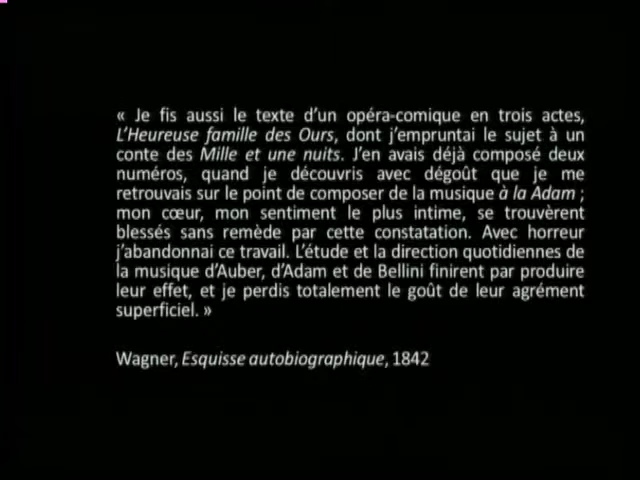 « Je fis aussi le texte d'un opéra-comique en trois actes,
L'Heureuse famille des Ours, dont j'empruntai le sujet à un
conte des Mille et une nuits. J'en avais déjà composé deux
numéros, quand je découvris avec dégoût que je me
retrouvais sur le point de composer de la musique à la Adam ;
mon cœur, mon sentiment le plus intime, se trouvèrent
blessés sans remède par cette constatation. Avec horreur
j'abandonnai ce travail. L'étude et la direction quotidiennes de
la musique d'Auber, d'Adam et de Bellini finirent par produire
leur effet, et je perdis totalement le goût de leur agrément
superficiel. »
Wagner, Esquisse autobiographique, 1842